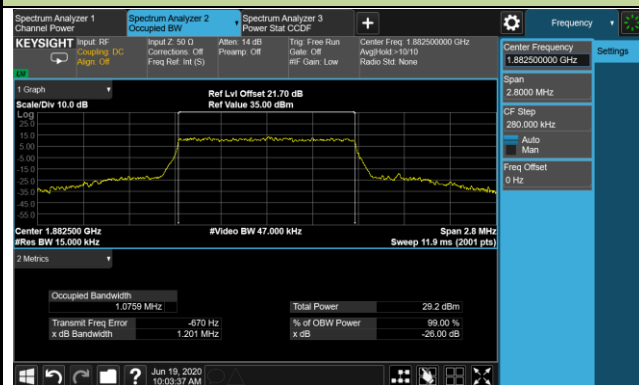 Spectrum Analyzer 1
Channel Power
Spectrum Analyzer 2
Occupied BW
Spectrum Analyzer 3
Power Stat CCDF
+
Frequency
KEYSIGHT
Input: RF
Coupling: DC
Align: Off
Input Z: 50 Ω
Corrections: Off
Freq Ref: Int (S)
Atten: 14 dB
Preamp: Off
Trig: Free Run
Gate: Off
#IF Gain: Low
Center Freq: 1.882500000 GHz
Avg|Hold:>10/10
Radio Std: None
LXI
Center Frequency
1.882500000 GHz
Settings
Span
2.8000 MHz
CF Step
280.000 kHz
Auto
Man
Freq Offset
0 Hz
1 Graph
Scale/Div 10.0 dB
Ref Lvl Offset 21.70 dB
Ref Value 35.00 dBm
Log
25.0
15.0
5.00
-5.00
-15.0
-25.0
-35.0
-45.0
-55.0
Center 1.882500 GHz
#Res BW 15.000 kHz
#Video BW 47.000 kHz
Span 2.8 MHz
Sweep 11.9 ms (2001 pts)
2 Metrics
Occupied Bandwidth
1.0759 MHz
Total Power 29.2 dBm
Transmit Freq Error -670 Hz
% of OBW Power 99.00 %
x dB Bandwidth 1.201 MHz
x dB -26.00 dB
?
Jun 19, 2020
10:03:37 AM